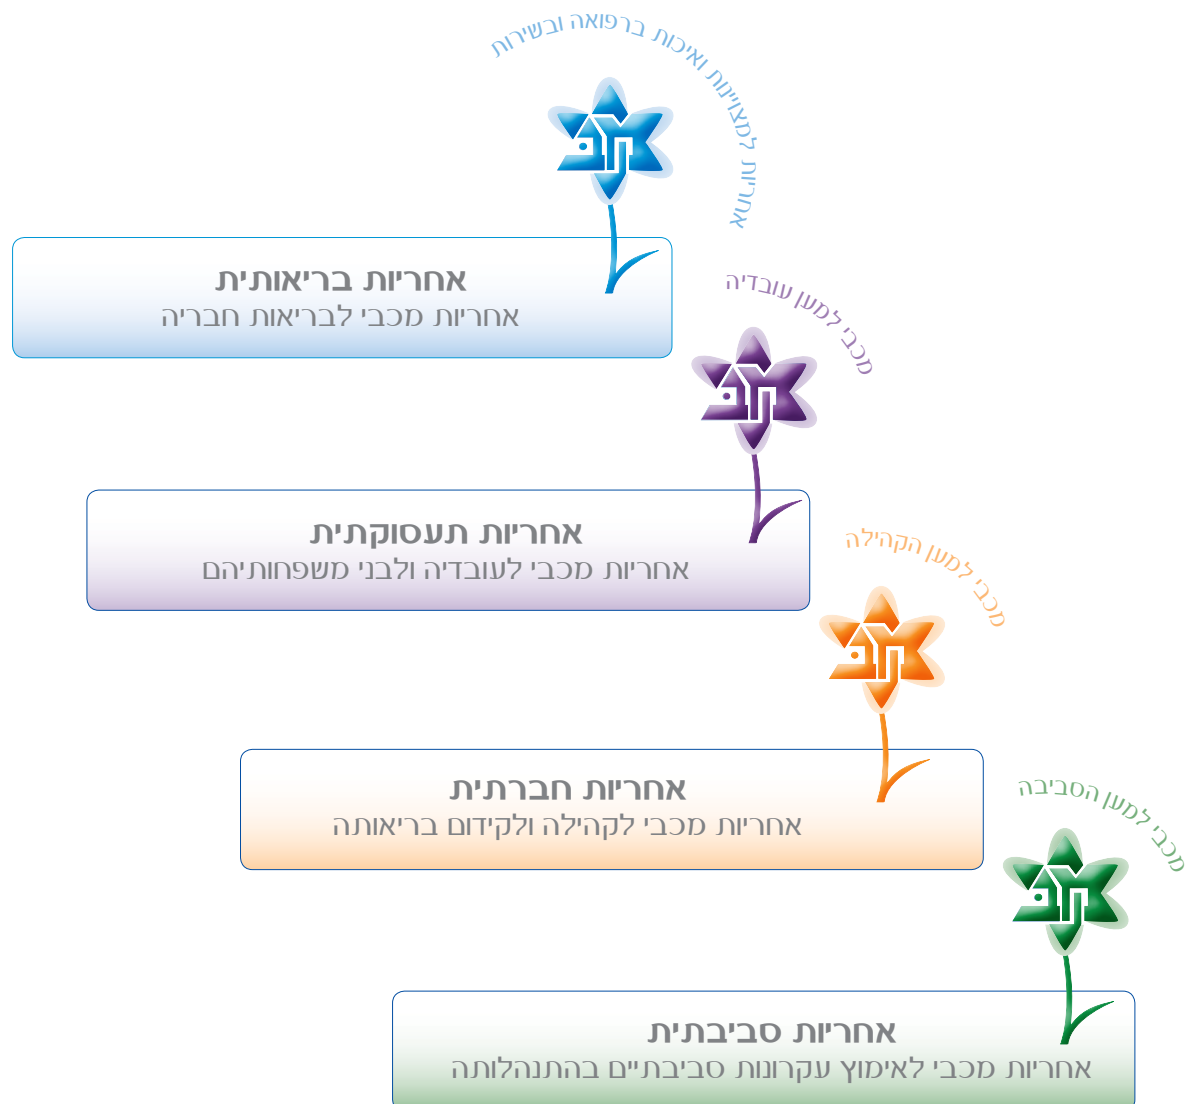 אחריות למצויינות ואיכות ברפואה ובשירות
אחריות בריאותית
אחריות מכבי לבריאות חבריה
מכבי למען עובדיה
אחריות תעסוקתית
אחריות מכבי לעובדיה ולבני משפחותיהם
מכבי למען הקהילה
אחריות חברתית
אחריות מכבי לקהילה ולקידום בריאותה
מכבי למען הסביבה
אחריות סביבתית
אחריות מכבי לאימוץ עקרונות סביבתיים בהתנהלותה